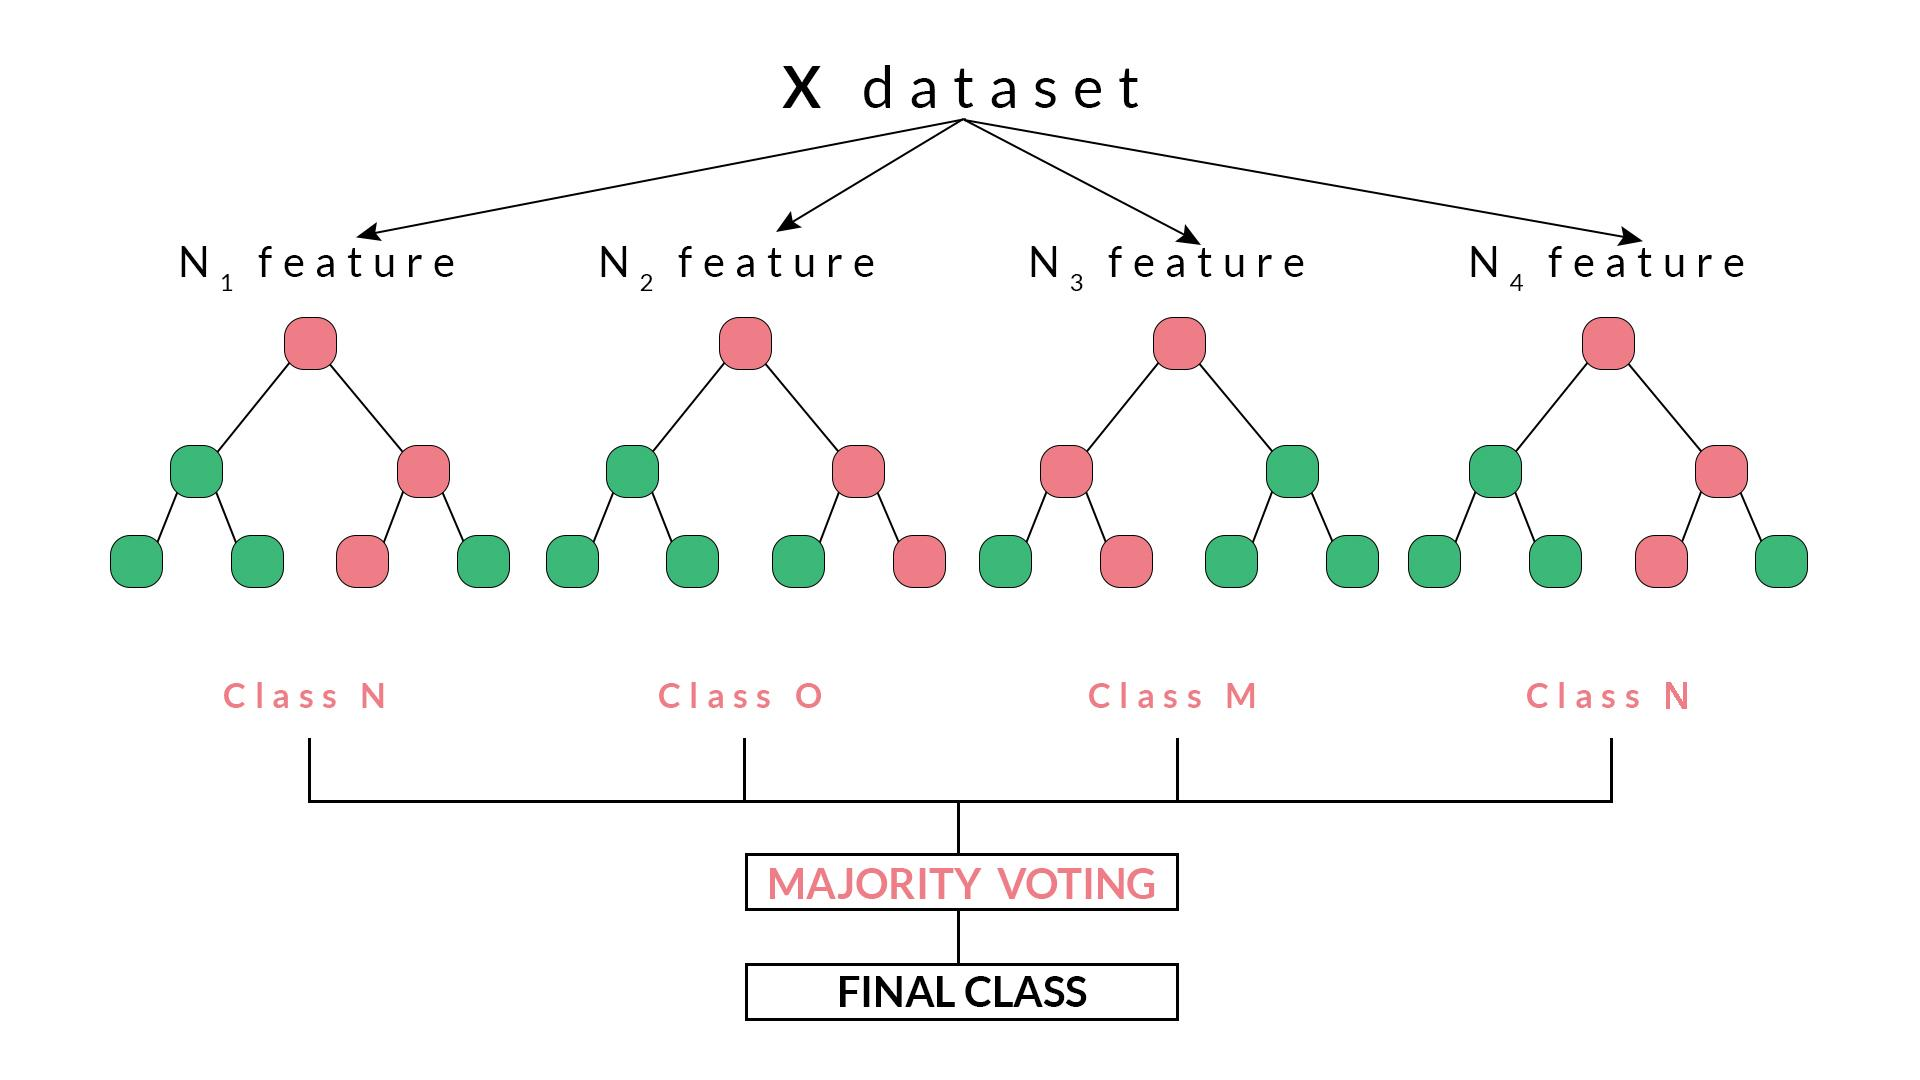 X dataset
N1 feature
N2 feature
N3 feature
N4 feature
Class N
Class O
Class M
Class N
MAJORITY VOTING
FINAL CLASS